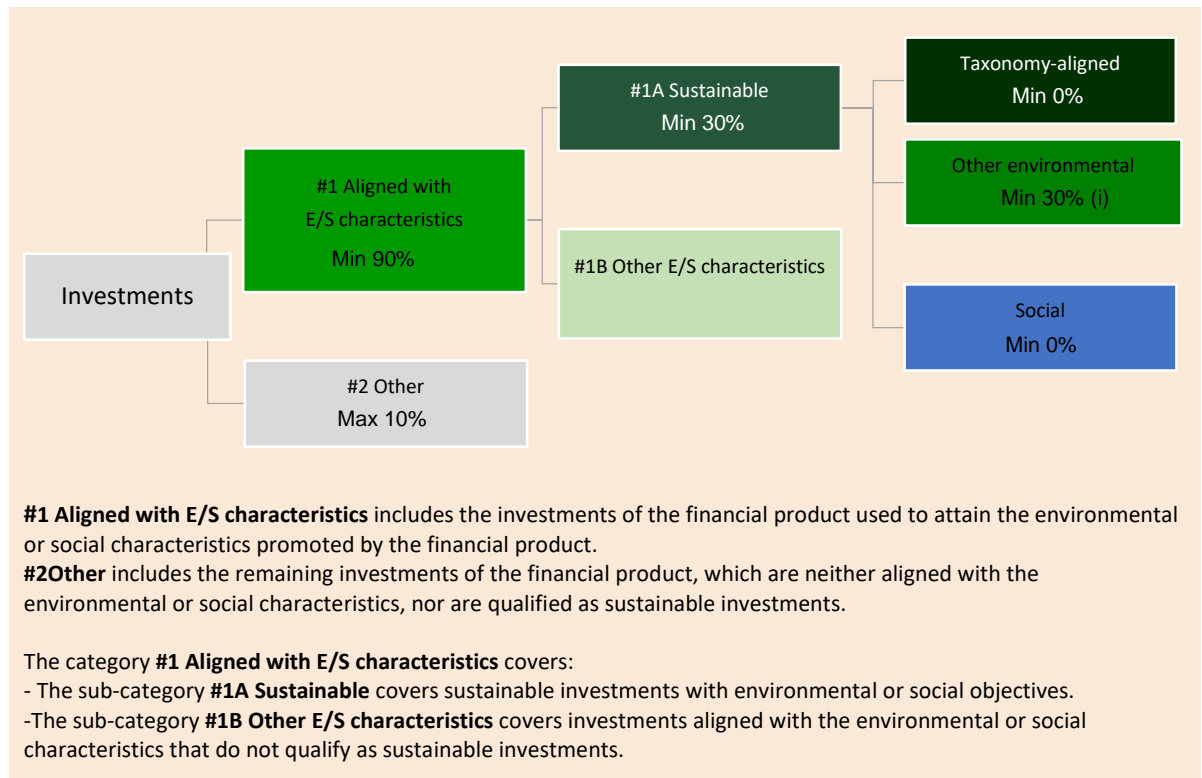 Investments
#1 Aligned with
E/S characteristics
Min 90%
#2 Other
Max 10%
#1A Sustainable
Min 30%
#1B Other E/S characteristics
Taxonomy-aligned
Min 0%
Other environmental
Min 30% (i)
Social
Min 0%
#1 Aligned with E/S characteristics includes the investments of the financial product used to attain the environmental
or social characteristics promoted by the financial product.
#2Other includes the remaining investments of the financial product, which are neither aligned with the
environmental or social characteristics, nor are qualified as sustainable investments.
The category #1 Aligned with E/S characteristics covers:
- The sub-category #1A Sustainable covers sustainable investments with environmental or social objectives.
-The sub-category #1B Other E/S characteristics covers investments aligned with the environmental or social
characteristics that do not qualify as sustainable investments.